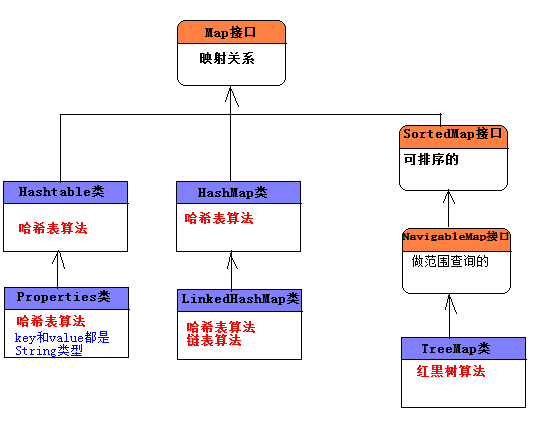 Map接口
映射关系
SortedMap接口
可排序的
Hashtable类
哈希表算法
HashMap类
哈希表算法
NavigableMap接口
做范围查询的
Properties类
哈希表算法
key和value都是
String类型
LinkedHashMap类
哈希表算法
链表算法
TreeMap类
红黑树算法